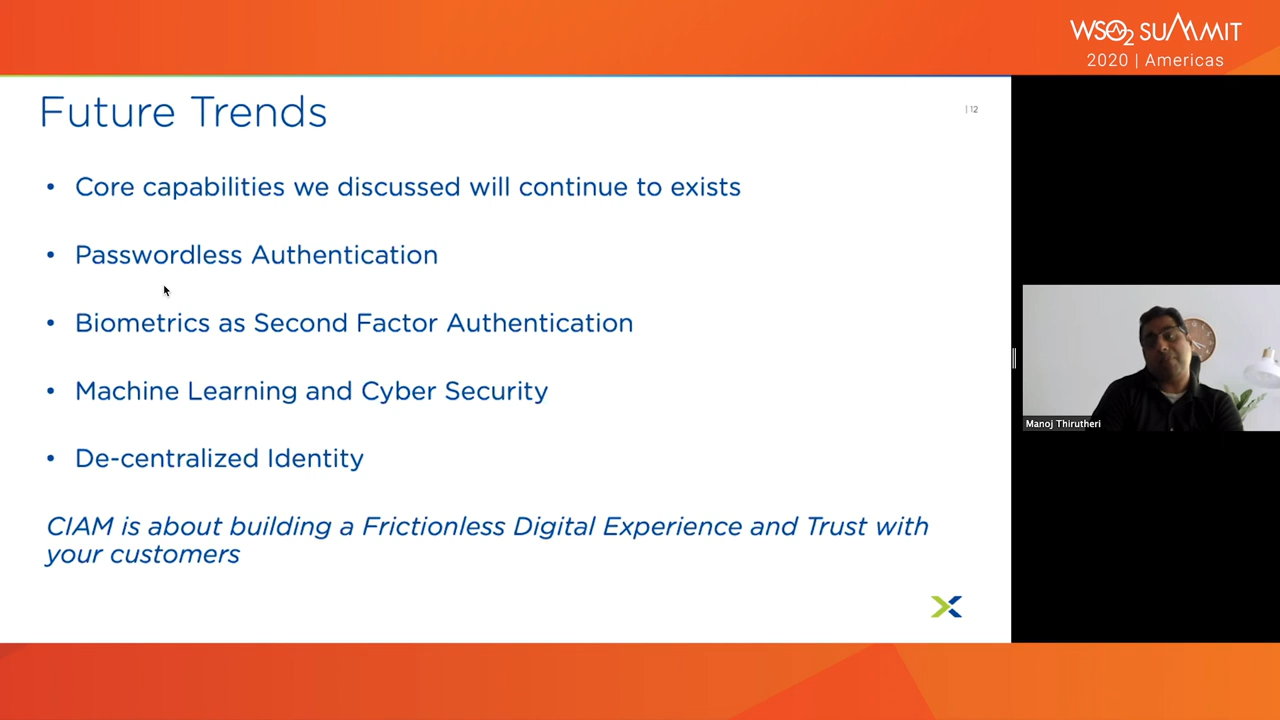 WSO2 SUMMIT
2020 | Americas
Future Trends
| 12
• Core capabilities we discussed will continue to exists
• Passwordless Authentication
• Biometrics as Second Factor Authentication
• Machine Learning and Cyber Security
• De-centralized Identity
CIAM is about building a Frictionless Digital Experience and Trust with
your customers
Manoj Thirutheri